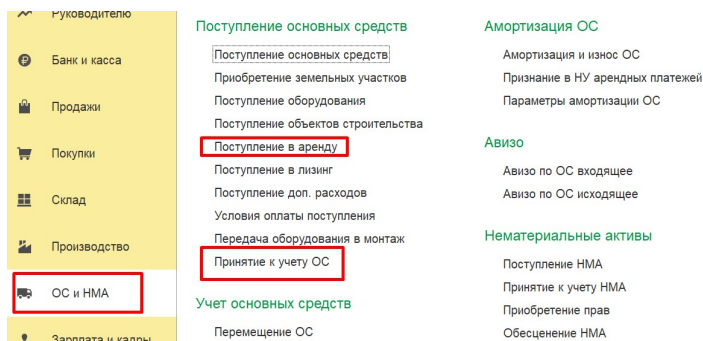 Руководителю
Банк и касса
Продажи
Покупки
Склад
Производство
ОС и НМА
Зарплата и кадры
Поступление основных средств
Поступление основных средств
Приобретение земельных участков
Поступление оборудования
Поступление объектов строительства
Поступление в аренду
Поступление в лизинг
Поступление доп. расходов
Условия оплаты поступления
Передача оборудования в монтаж
Принятие к учету ОС
Учет основных средств
Перемещение ОС
Амортизация ОС
Амортизация и износ ОС
Признание в НУ арендных платежей
Параметры амортизации ОС
Авизо
Авизо по ОС входящее
Авизо по ОС исходящее
Нематериальные активы
Поступление НМА
Принятие к учету НМА
Приобретение прав
Обесценение НМА